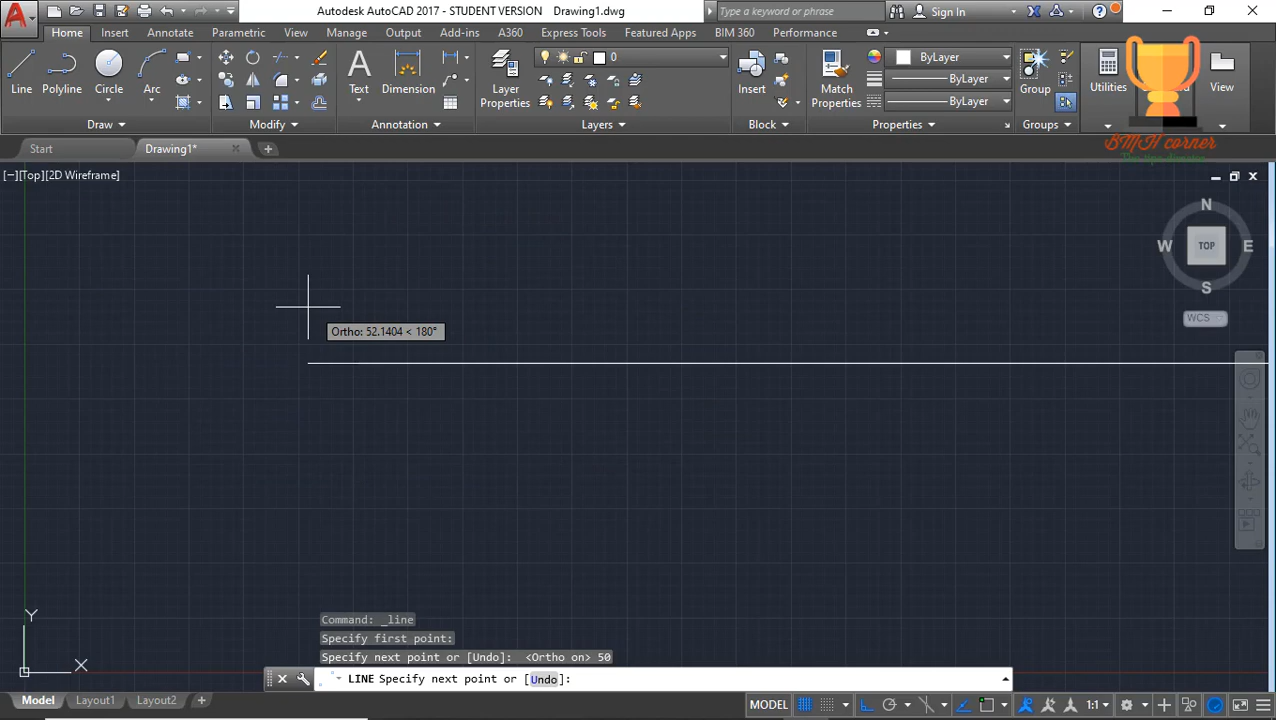 Autodesk AutoCAD 2017 - STUDENT VERSION Drawing1.dwg
Type a keyword or phrase
Sign In
Home Insert Annotate Parametric View Manage Output Add-ins A360 Express Tools Featured Apps BIM 360 Performance
Line Polyline Circle Arc
Text Dimension
Layer Properties
0
Insert
Match Properties
ByLayer
ByLayer
ByLayer
Group
Utilities
View
Draw Modify Annotation Layers Block Properties Groups
BMH corner
Start Drawing1*
[−][Top][2D Wireframe]
N
W TOP E
S
WCS
Ortho: 52.1404 < 180°
Y
X
Command: _line
Specify first point:
Specify next point or [Undo]: <Ortho on> 50
LINE Specify next point or [Undo]:
Model Layout1 Layout2 +
MODEL
1:1